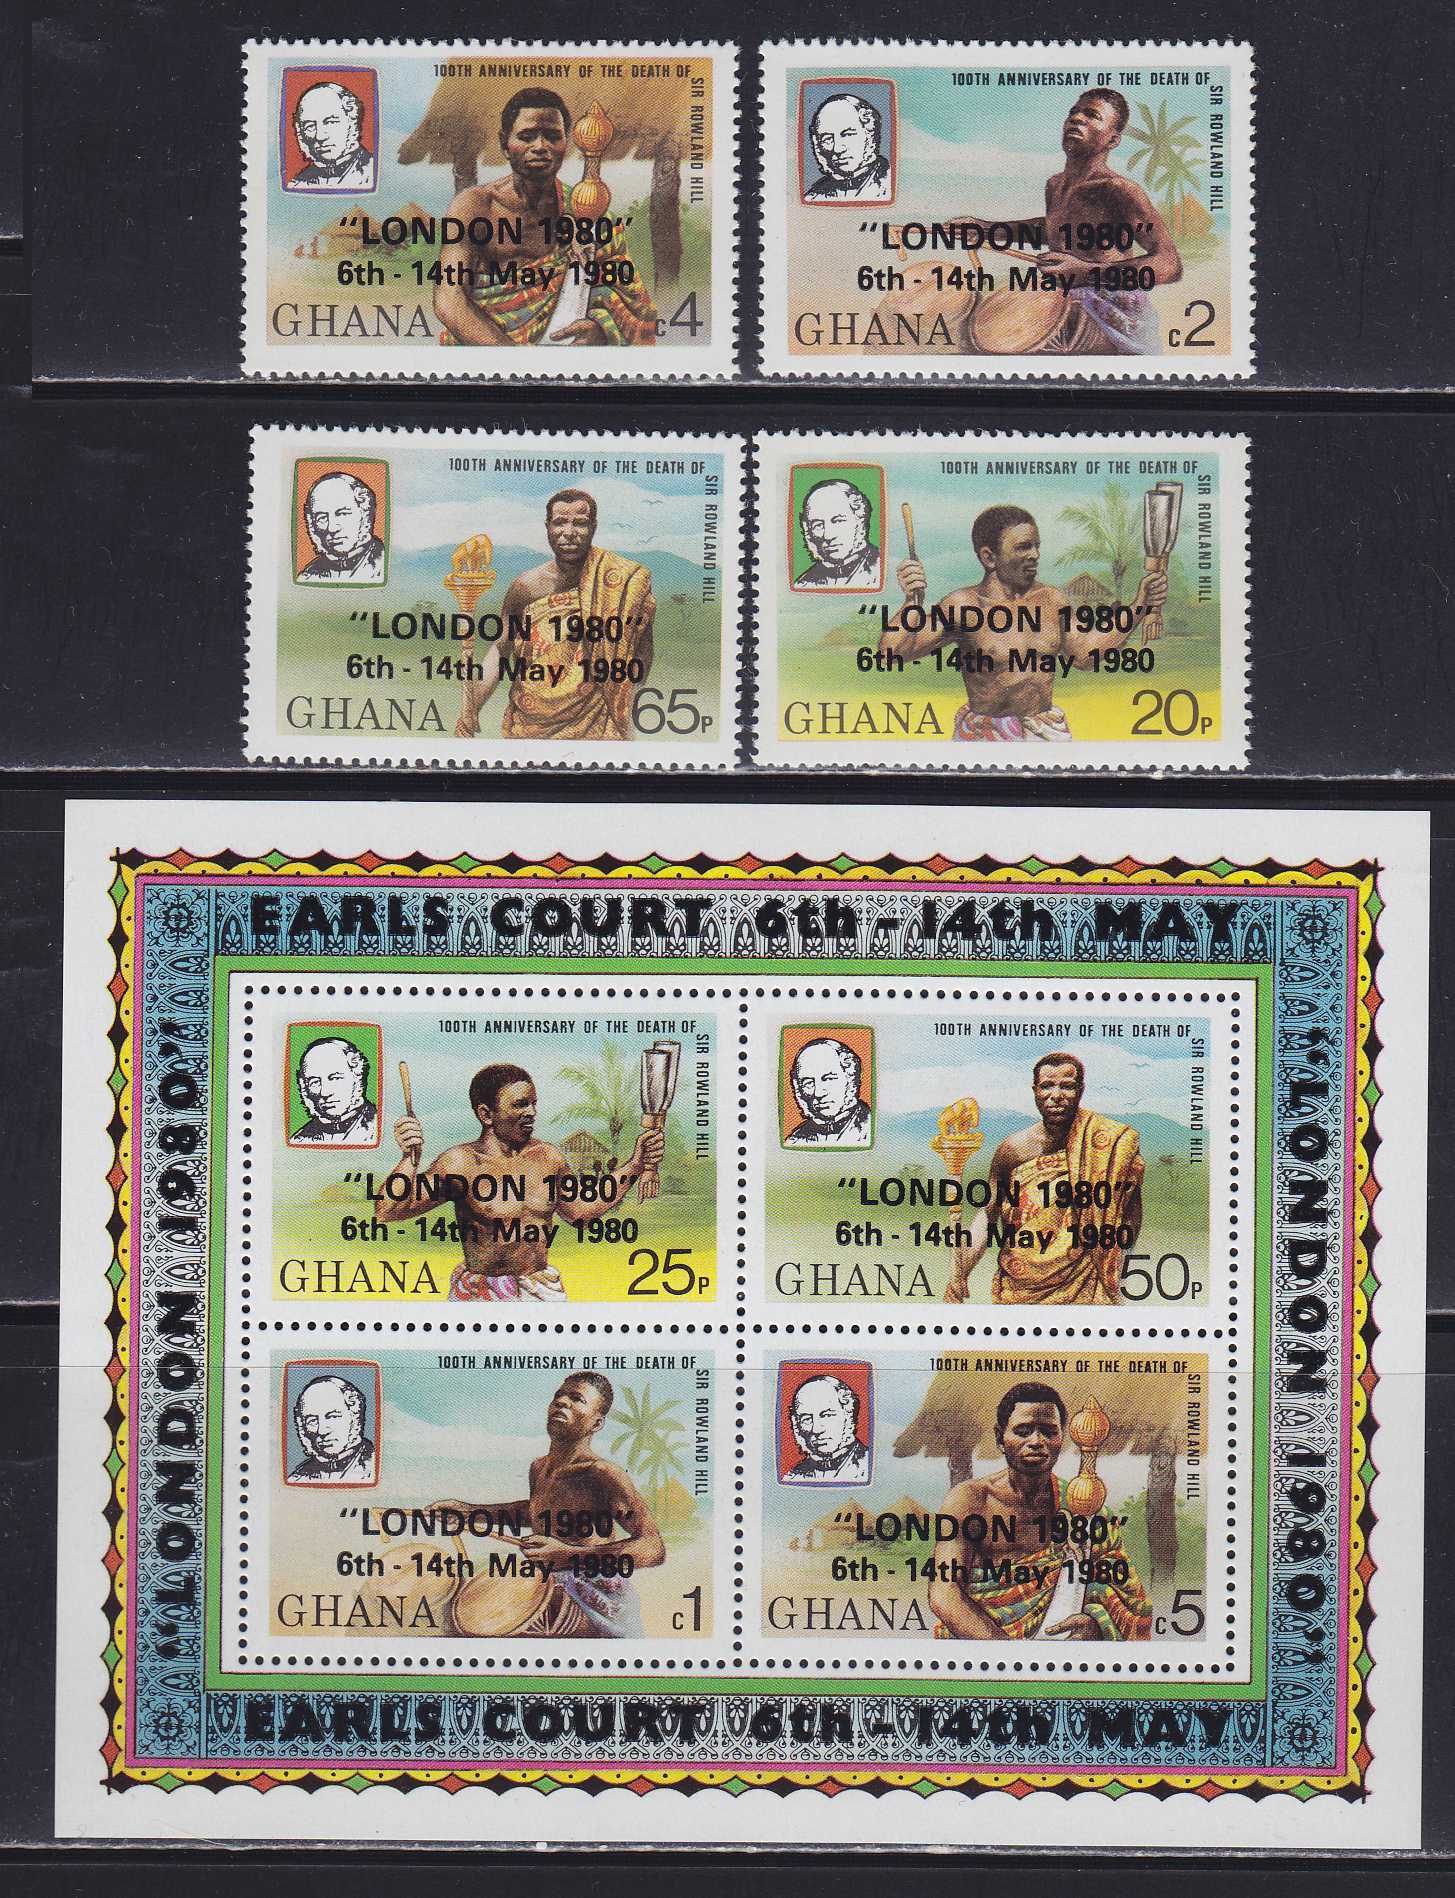 100TH ANNIVERSARY OF THE DEATH OF
SIR ROWLAND HILL
"LONDON 1980"
6th - 14th May 1980
GHANA c4
100TH ANNIVERSARY OF THE DEATH OF
SIR ROWLAND HILL
"LONDON 1980"
6th - 14th May 1980
GHANA c2
100TH ANNIVERSARY OF THE DEATH OF
SIR ROWLAND HILL
"LONDON 1980"
6th - 14th May 1980
GHANA 65P
100TH ANNIVERSARY OF THE DEATH OF
SIR ROWLAND HILL
"LONDON 1980"
6th - 14th May 1980
GHANA 20P
EARLS COURT 6th - 14th MAY
"LONDON 1980"
"LONDON 1980"
100TH ANNIVERSARY OF THE DEATH OF
SIR ROWLAND HILL
"LONDON 1980"
6th - 14th May 1980
GHANA 25P
100TH ANNIVERSARY OF THE DEATH OF
SIR ROWLAND HILL
"LONDON 1980"
6th - 14th May 1980
GHANA 50P
100TH ANNIVERSARY OF THE DEATH OF
SIR ROWLAND HILL
"LONDON 1980"
6th - 14th May 1980
GHANA c1
100TH ANNIVERSARY OF THE DEATH OF
SIR ROWLAND HILL
"LONDON 1980"
6th - 14th May 1980
GHANA c5
EARLS COURT 6th - 14th MAY